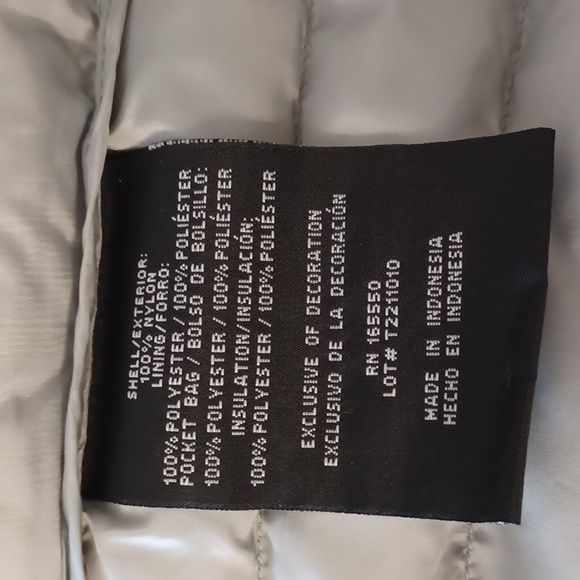 SHELL/EXTERIOR:
100% NYLON
LINING/FORRO:
100% POLYESTER / 100% POLIÉSTER
POCKET BAG / BOLSO DE BOLSILLO:
100% POLYESTER / 100% POLIÉSTER
INSULATION/INSULACIÓN:
100% POLYESTER / 100% POLIÉSTER
EXCLUSIVE OF DECORATION
EXCLUSIVO DE LA DECORACIÓN
RN 165550
LOT# T2211010
MADE IN INDONESIA
HECHO EN INDONESIA